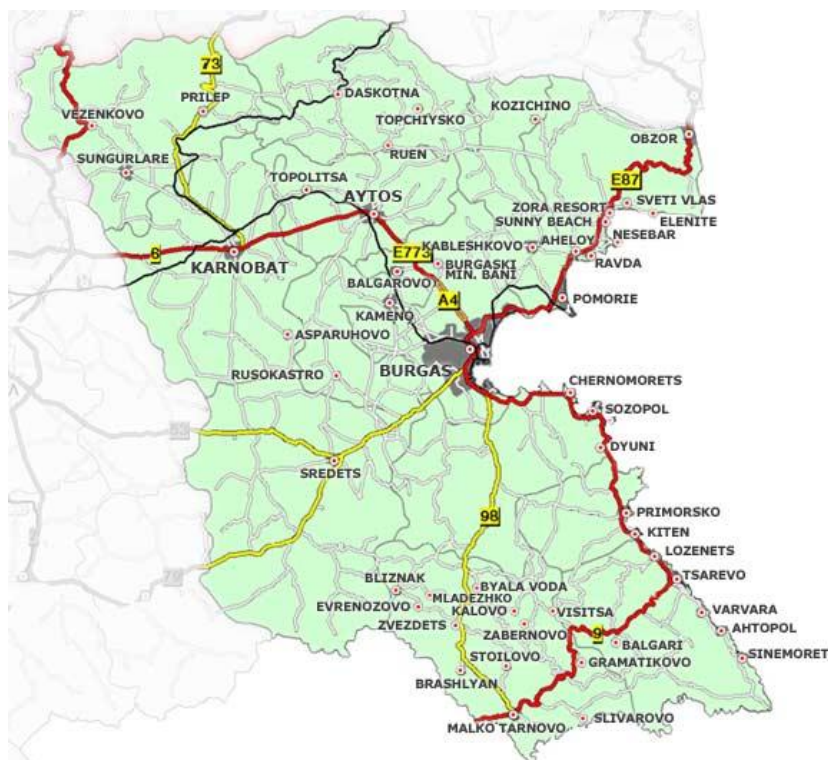 73
DASKOTNA
PRILEP
TOPCHIYSKO
KOZICHINO
VEZENKOVO
OBZOR
RUEN
SUNGURLARE
E87
TOPOLITSA
AYTOS
SVETI VLAS
ZORA RESORT
SUNNY BEACH
ELENITE
6
KARNOBAT
E773
KABLESHKOVO
AHELOY
NESEBAR
BURGASKI
MIN. BANI
RAVDA
BALGAROVO
A4
POMORIE
KAMENO
ASPARUHOVO
BURGAS
RUSOKASTRO
CHERNOMORETS
SOZOPOL
53
DYUNI
SREDETS
98
PRIMORSKO
KITEN
LOZENETS
79
BLIZNAK
BYALA VODA
TSAREVO
MLADEZHKO
EVRENOZOVO
KALOVO
VISITSA
VARVARA
ZVEZDETS
ZABERNOVO
9
AHTOPOL
BALGARI
STOILOVO
GRAMATIKOVO
SINEMORET
BRASHLYAN
MALKO TARNOVO
SLIVAROVO